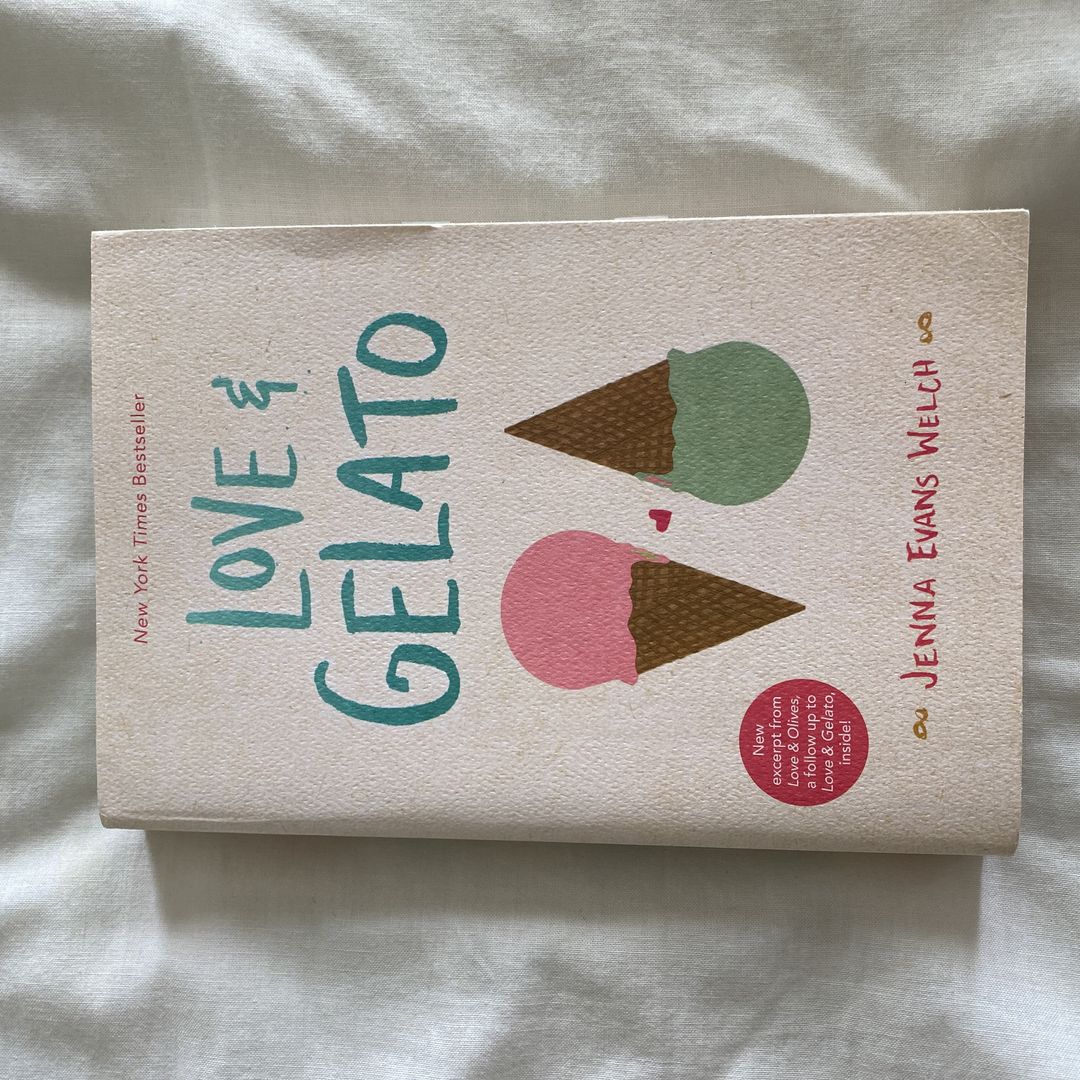 New York Times Bestseller
LOVE &
GELATO
New
excerpt from
Love & Olives,
a follow up to
Love & Gelato,
inside!
JENNA EVANS WELCH